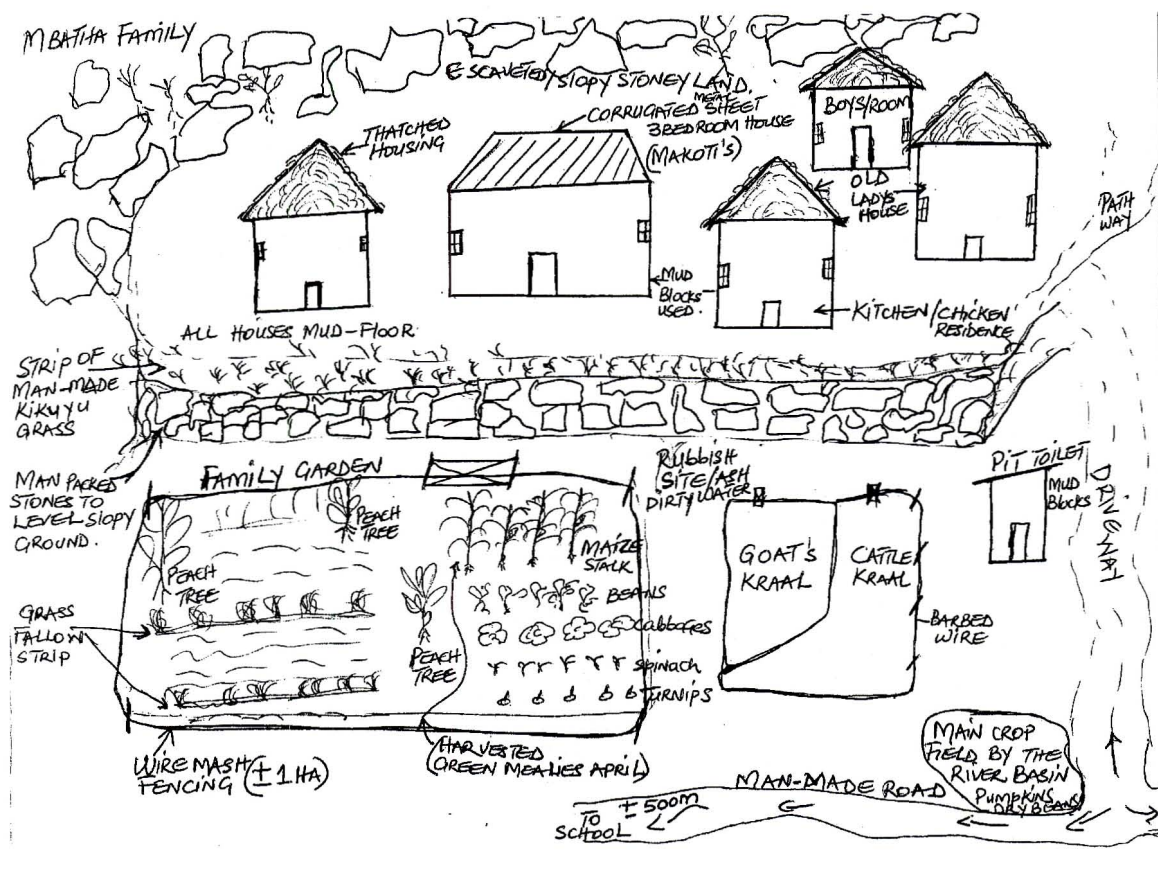 MBATHA FAMILY
ESCAVETED/SLOPY STONEY LAND.
CORRUGATED METAL SHEET
3BEDROOM HOUSE
(MAKOTI'S)
THATCHED
HOUSING
BOYS/ROOM
OLD
LADYS
HOUSE
PATH
WAY
MUD
BLOCKS
USED.
KITCHEN/CHICKEN
RESIDENCE
ALL HOUSES MUD-FLOOR
STRIP OF
MAN-MADE
KIKUYU
GRASS
MAN PACKED
STONES TO
LEVEL SLOPY
GROUND.
FAMILY GARDEN
RUBBISH
SITE/ASH
DIRTY WATER
PIT TOILET
MUD
BLOCKS
DRIVEWAY
PEACH
TREE
PEACH
TREE
MAIZE
STALK
GOAT'S
KRAAL
CATTLE
KRAAL
BEANS
Cabbages
GRASS
FALLOW
STRIP
PEACH
TREE
Spinach
TURNIPS
BARBED
WIRE
WIRE MASH
FENCING (± 1 HA)
(HARVESTED
GREEN MEALIES APRIL)
MAIN CROP
FIELD BY THE
RIVER BASIN
PUMPKINS
DRY BEANS
MAN-MADE ROAD
± 500m
TO
SCHOOL